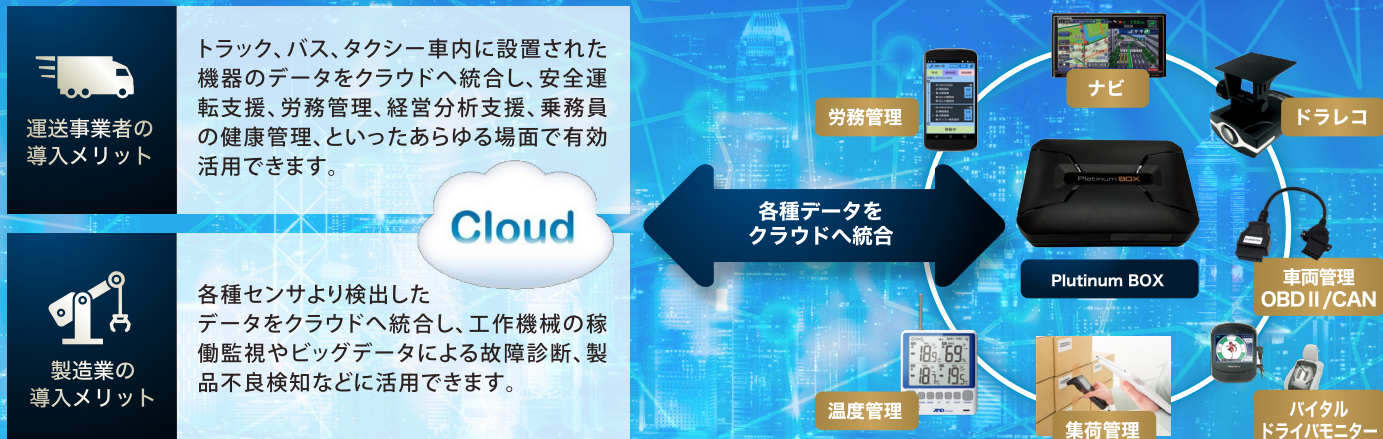 運送事業者の
導入メリット
トラック、バス、タクシー車内に設置された
機器のデータをクラウドへ統合し、安全運
転支援、労務管理、経営分析支援、乗務員
の健康管理、といったあらゆる場面で有効
活用できます。
Cloud
製造業の
導入メリット
各種センサより検出した
データをクラウドへ統合し、工作機械の稼
働監視やビッグデータによる故障診断、製
品不良検知などに活用できます。
各種データを
クラウドへ統合
労務管理
ナビ
ドラレコ
Platinum BOX
Plutinum BOX
車両管理
OBDⅡ/CAN
温度管理
集荷管理
バイタル
ドライバモニター